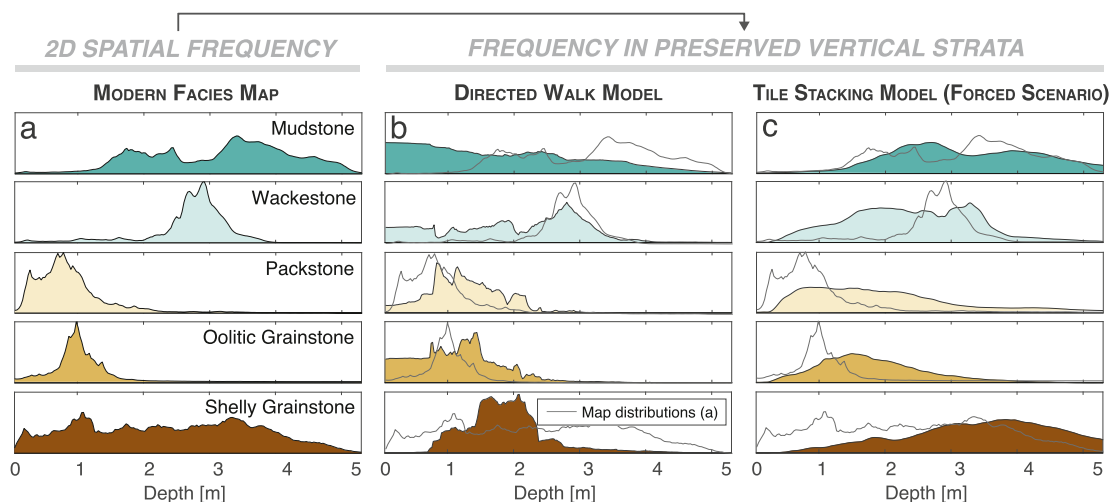 2D SPATIAL FREQUENCY
FREQUENCY IN PRESERVED VERTICAL STRATA
MODERN FACIES MAP
DIRECTED WALK MODEL
TILE STACKING MODEL (FORCED SCENARIO)
a
Mudstone
b
c
Wackestone
Packstone
Oolitic Grainstone
Shelly Grainstone
Map distributions (a)
0 1 2 3 4 5
0 1 2 3 4 5
0 1 2 3 4 5
Depth [m]
Depth [m]
Depth [m]